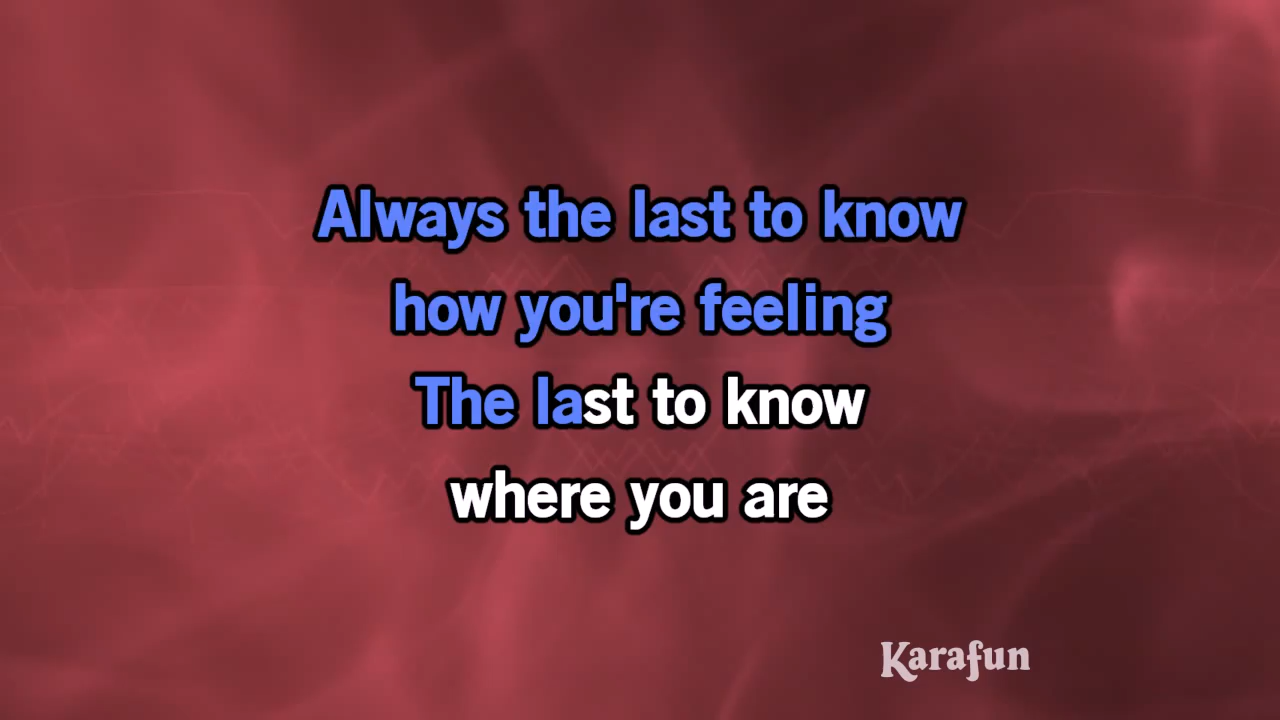 Always the last to know
how you're feeling
The last to know
where you are
Karafun